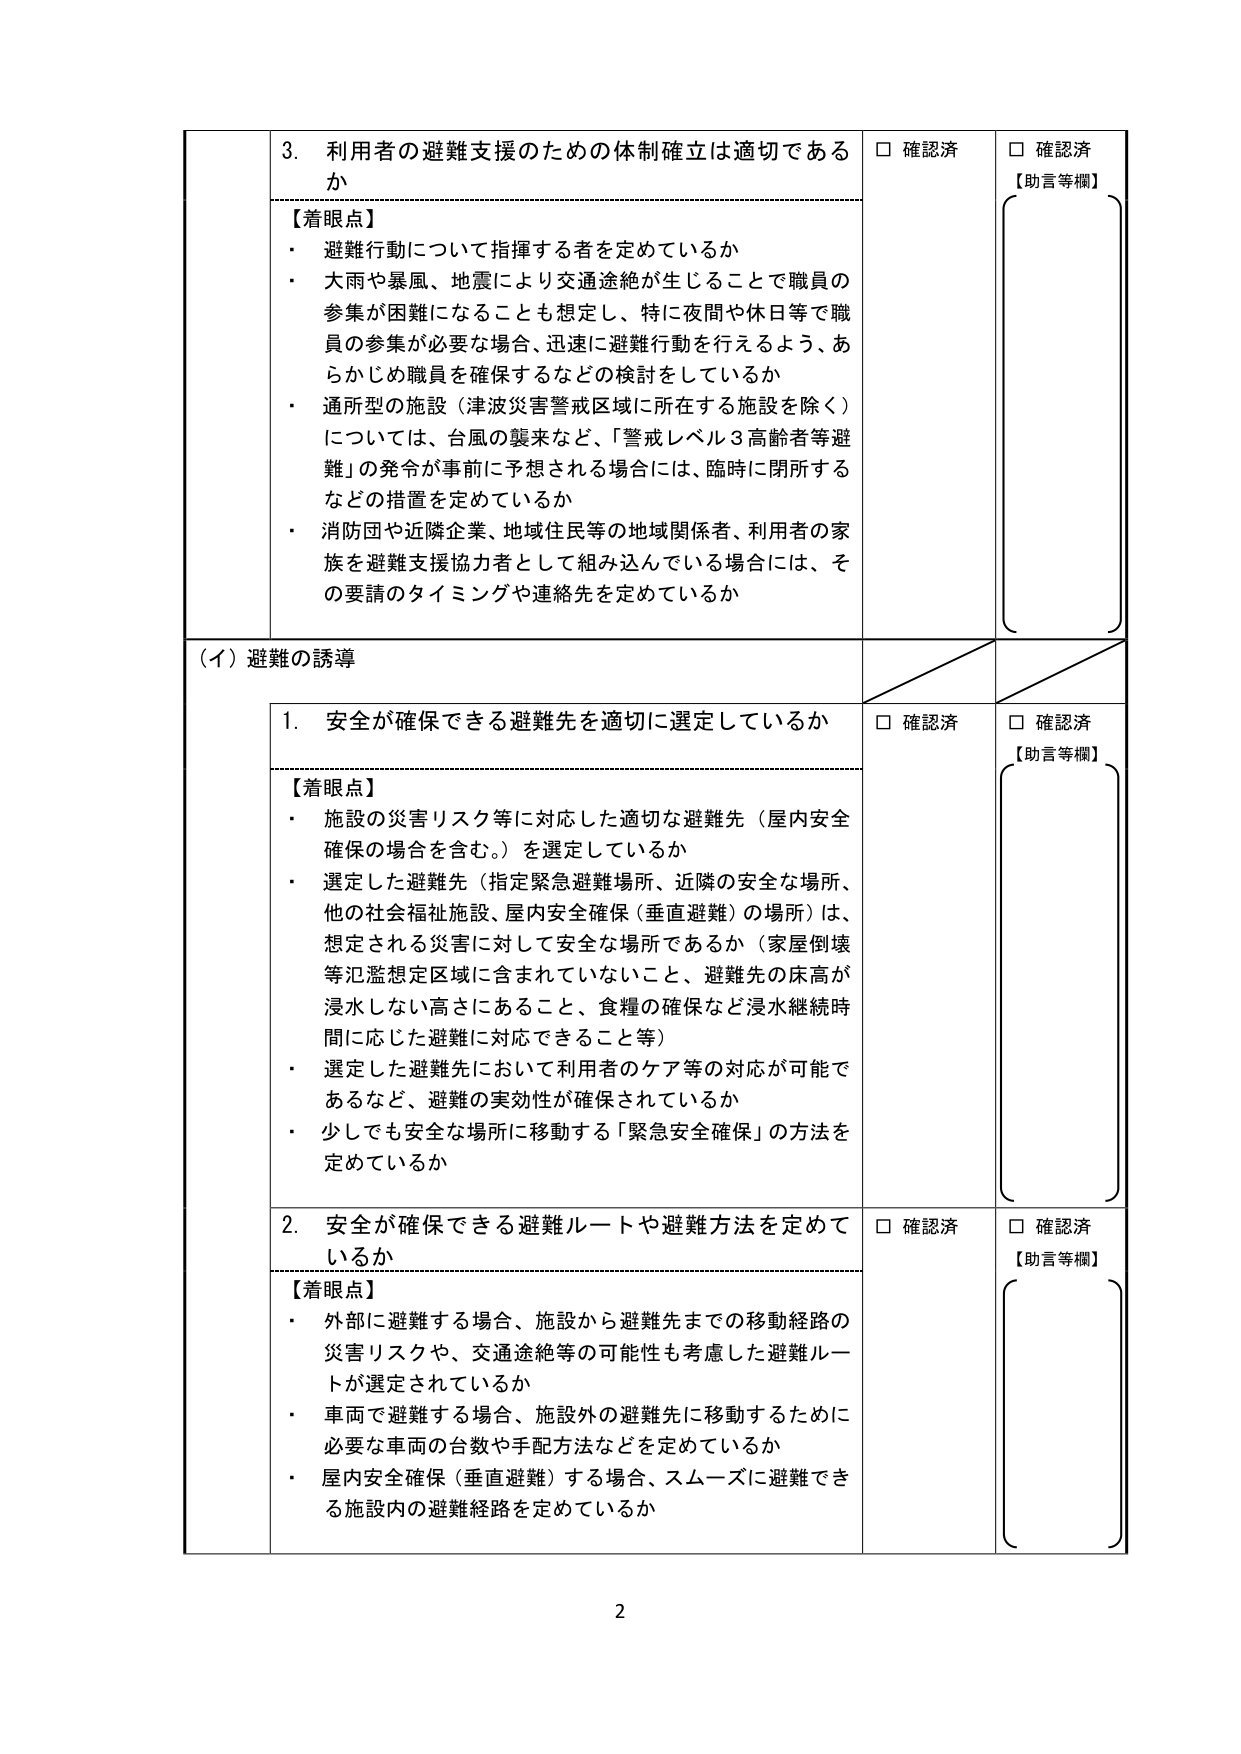 3. 利用者の避難支援のための体制確立は適切である
か
□ 確認済
□ 確認済
【助言等欄】
【着眼点】
・ 避難行動について指揮する者を定めているか
・ 大雨や暴風、地震により交通途絶が生じることで職員の
参集が困難になることも想定し、特に夜間や休日等で職
員の参集が必要な場合、迅速に避難行動を行えるよう、あ
らかじめ職員を確保するなどの検討をしているか
・ 通所型の施設（津波災害警戒区域に所在する施設を除く）
については、台風の襲来など、「警戒レベル３高齢者等避
難」の発令が事前に予想される場合には、臨時に閉所する
などの措置を定めているか
・ 消防団や近隣企業、地域住民等の地域関係者、利用者の家
族を避難支援協力者として組み込んでいる場合には、そ
の要請のタイミングや連絡先を定めているか
（イ）避難の誘導
1. 安全が確保できる避難先を適切に選定しているか
□ 確認済
□ 確認済
【助言等欄】
【着眼点】
・ 施設の災害リスク等に対応した適切な避難先（屋内安全
確保の場合を含む。）を選定しているか
・ 選定した避難先（指定緊急避難場所、近隣の安全な場所、
他の社会福祉施設、屋内安全確保（垂直避難）の場所）は、
想定される災害に対して安全な場所であるか（家屋倒壊
等氾濫想定区域に含まれていないこと、避難先の床高が
浸水しない高さにあること、食糧の確保など浸水継続時
間に応じた避難に対応できること等）
・ 選定した避難先において利用者のケア等の対応が可能で
あるなど、避難の実効性が確保されているか
・ 少しでも安全な場所に移動する「緊急安全確保」の方法を
定めているか
2. 安全が確保できる避難ルートや避難方法を定めて
いるか
□ 確認済
□ 確認済
【助言等欄】
【着眼点】
・ 外部に避難する場合、施設から避難先までの移動経路の
災害リスクや、交通途絶等の可能性も考慮した避難ルー
トが選定されているか
・ 車両で避難する場合、施設外の避難先に移動するために
必要な車両の台数や手配方法などを定めているか
・ 屋内安全確保（垂直避難）する場合、スムーズに避難でき
る施設内の避難経路を定めているか
2